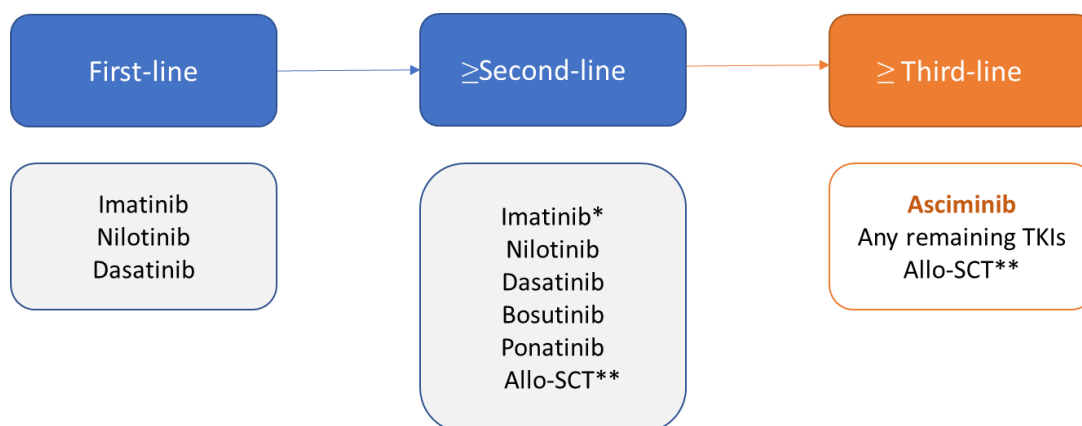 First-line
≥Second-line
≥ Third-line
Imatinib
Nilotinib
Dasatinib
Imatinib*
Nilotinib
Dasatinib
Bosutinib
Ponatinib
Allo-SCT**
Asciminib
Any remaining TKIs
Allo-SCT**